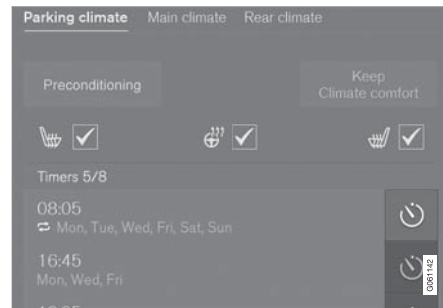 Parking climate Main climate Rear climate
Preconditioning
Keep
Climate comfort
Timers 5/8
08:05
Mon, Tue, Wed, Fri, Sat, Sun
16:45
Mon, Wed, Fri
G061142